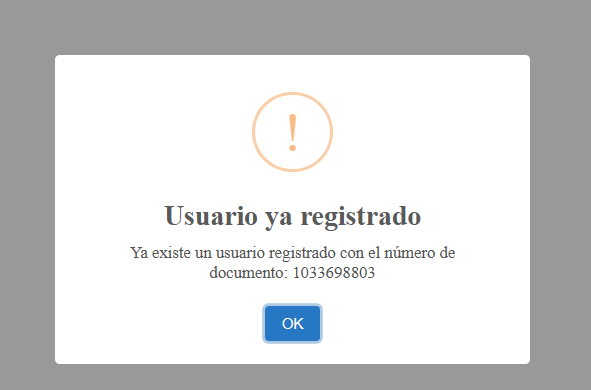 !
Usuario ya registrado
Ya existe un usuario registrado con el número de
documento: 1033698803
OK